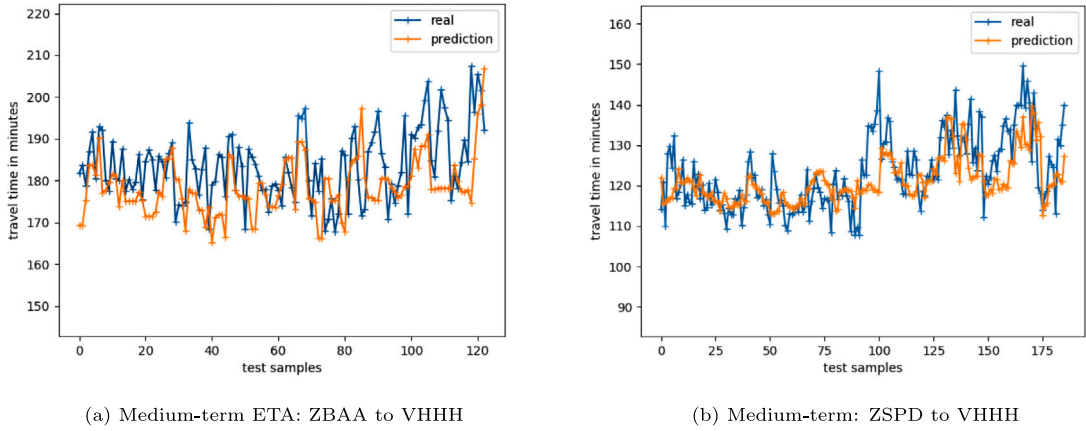 220
210
200
190
180
170
160
150
travel time in minutes
real
prediction
0 20 40 60 80 100 120
test samples
(a) Medium-term ETA: ZBAA to VHHH
160
150
140
130
120
110
100
90
travel time in minutes
real
prediction
0 25 50 75 100 125 150 175
test samples
(b) Medium-term: ZSPD to VHHH